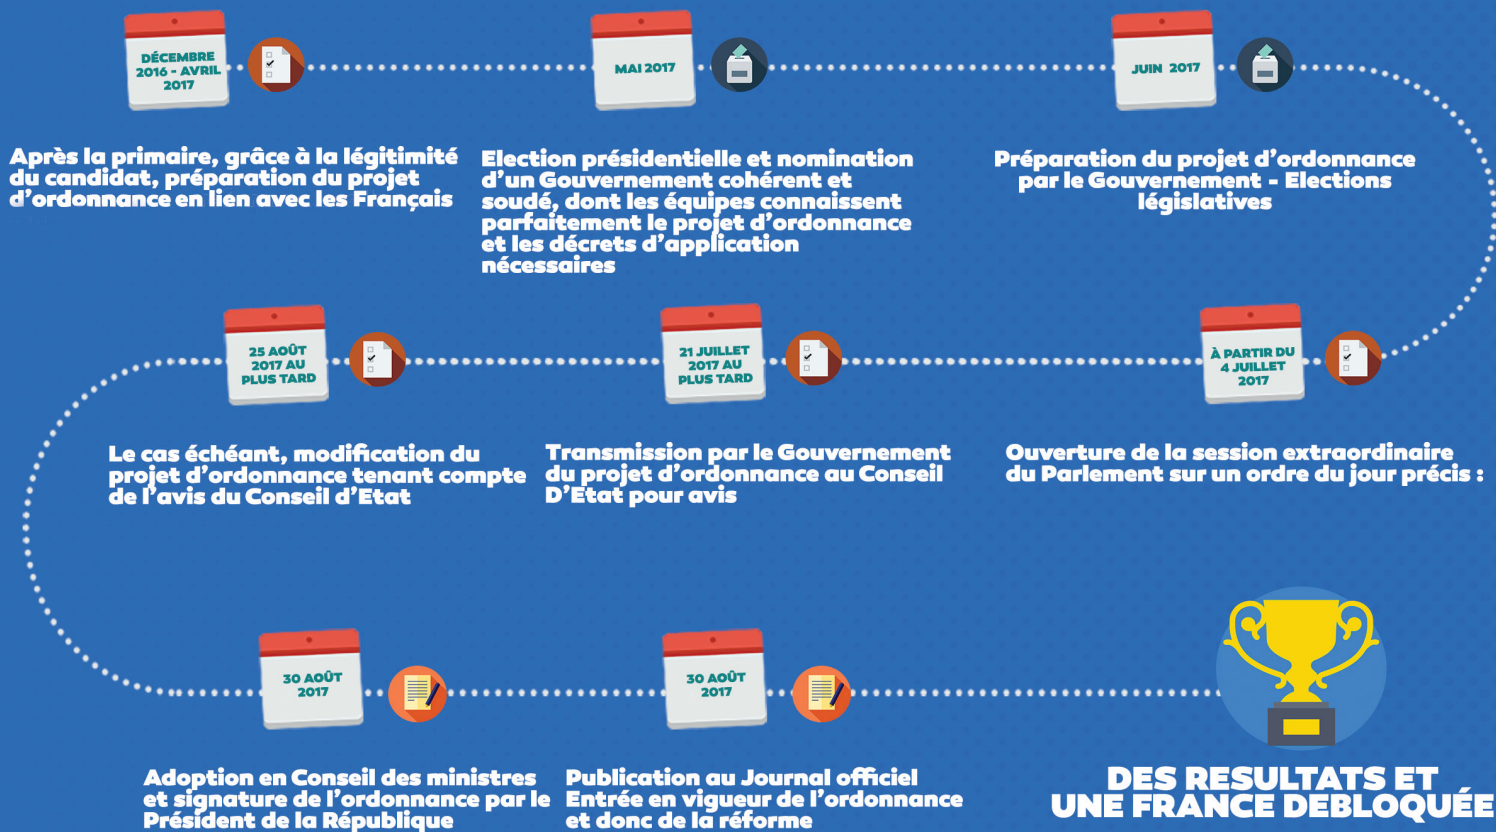 DÉCEMBRE
2016 - AVRIL
2017
Après la primaire, grâce à la légitimité
du candidat, préparation du projet
d'ordonnance en lien avec les Français
MAI 2017
Election présidentielle et nomination
d'un Gouvernement cohérent et
soudé, dont les équipes connaissent
parfaitement le projet d'ordonnance
et les décrets d'application
nécessaires
JUIN 2017
Préparation du projet d'ordonnance
par le Gouvernement - Elections
législatives
À PARTIR DU
4 JUILLET
2017
Ouverture de la session extraordinaire
du Parlement sur un ordre du jour précis :
21 JUILLET
2017 AU
PLUS TARD
Transmission par le Gouvernement
du projet d'ordonnance au Conseil
D'Etat pour avis
25 AOÛT
2017 AU
PLUS TARD
Le cas échéant, modification du
projet d'ordonnance tenant compte
de l'avis du Conseil d'Etat
30 AOÛT
2017
Adoption en Conseil des ministres
et signature de l'ordonnance par le
Président de la République
30 AOÛT
2017
Publication au Journal officiel
Entrée en vigueur de l'ordonnance
et donc de la réforme
DES RESULTATS ET
UNE FRANCE DEBLOQUÉE